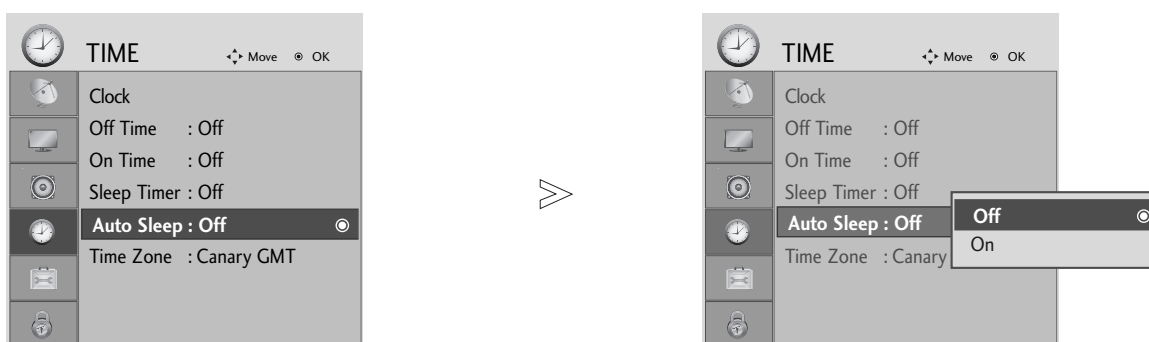 TIME
Move OK
Clock
Off Time : Off
On Time : Off
Sleep Timer : Off
Auto Sleep : Off
Time Zone : Canary GMT
TIME
Move OK
Clock
Off Time : Off
On Time : Off
Sleep Timer : Off
Auto Sleep : Off
Time Zone : Canary
Off
On